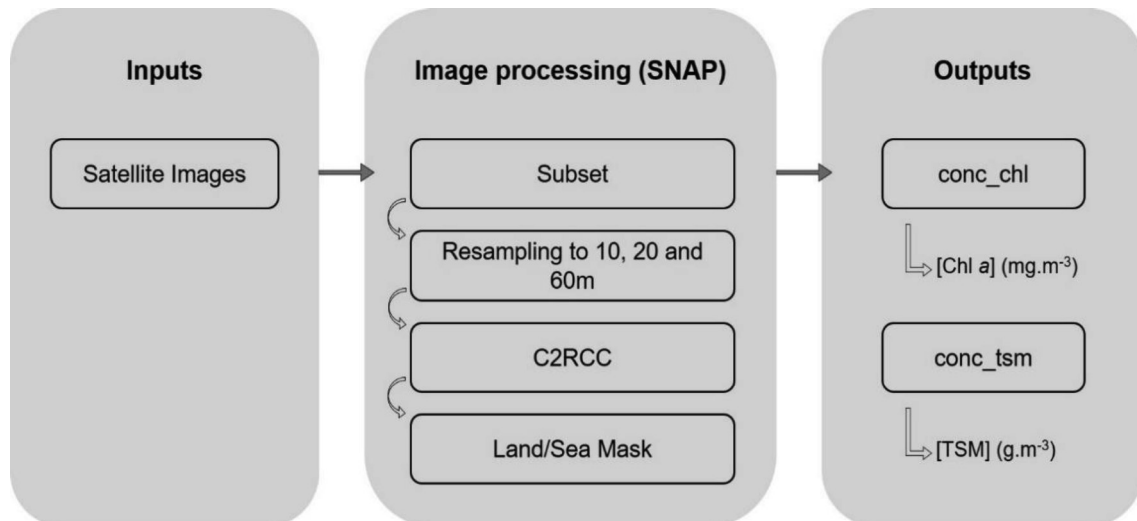 Inputs
Satellite Images
Image processing (SNAP)
Subset
Resampling to 10, 20 and
60m
C2RCC
Land/Sea Mask
Outputs
conc_chl
[Chl a] (mg.m⁻³)
conc_tsm
[TSM] (g.m⁻³)